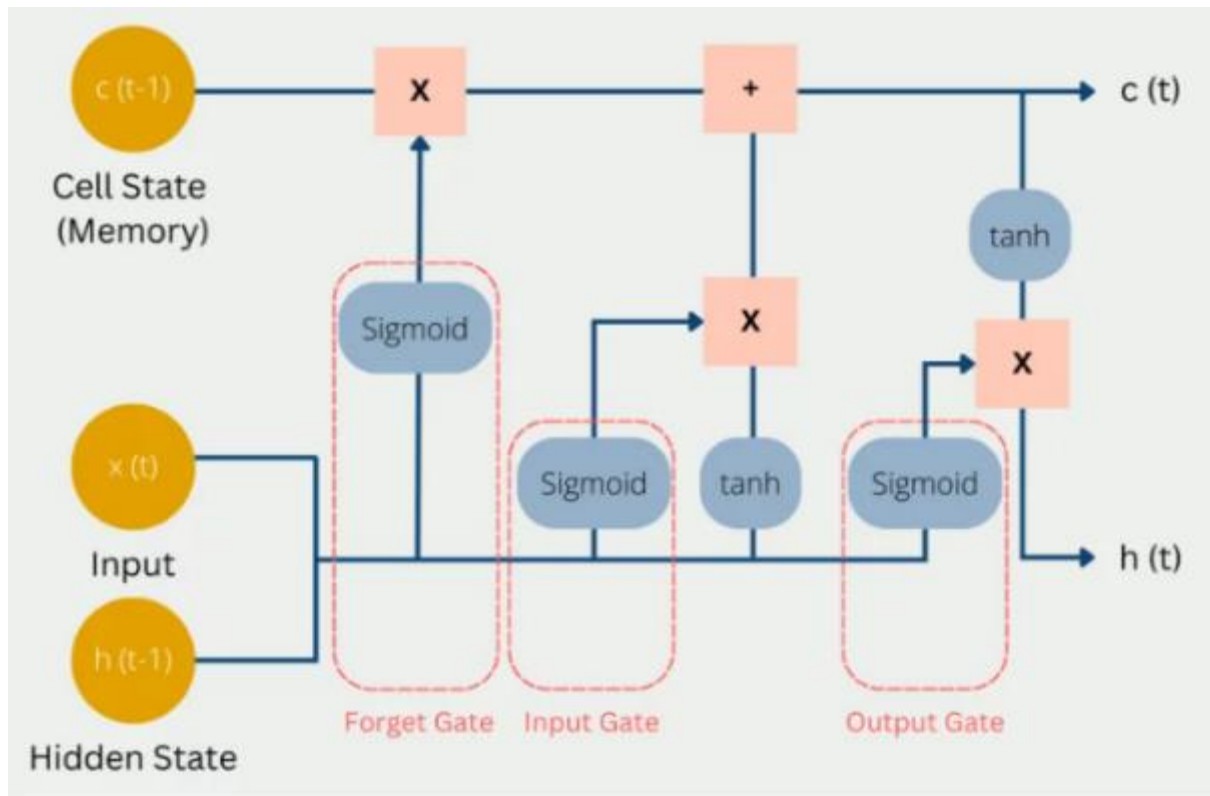 c (t-1)
X
+
c (t)
Cell State
(Memory)
tanh
Sigmoid
X
X
x (t)
Sigmoid
tanh
Sigmoid
Input
h (t)
h (t-1)
Forget Gate
Input Gate
Output Gate
Hidden State